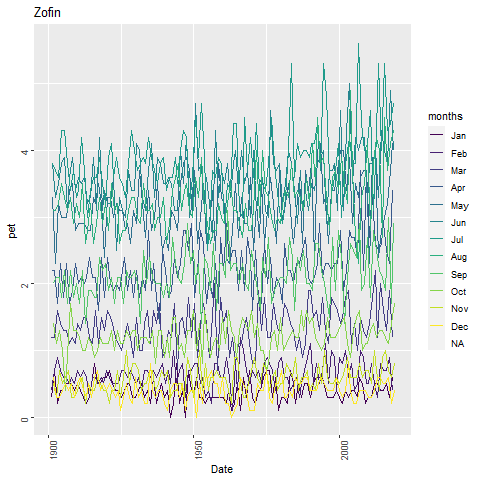 Zofin
pet
4
2
0
1900
1950
2000
Date
months
Jan
Feb
Mar
Apr
May
Jun
Jul
Aug
Sep
Oct
Nov
Dec
NA